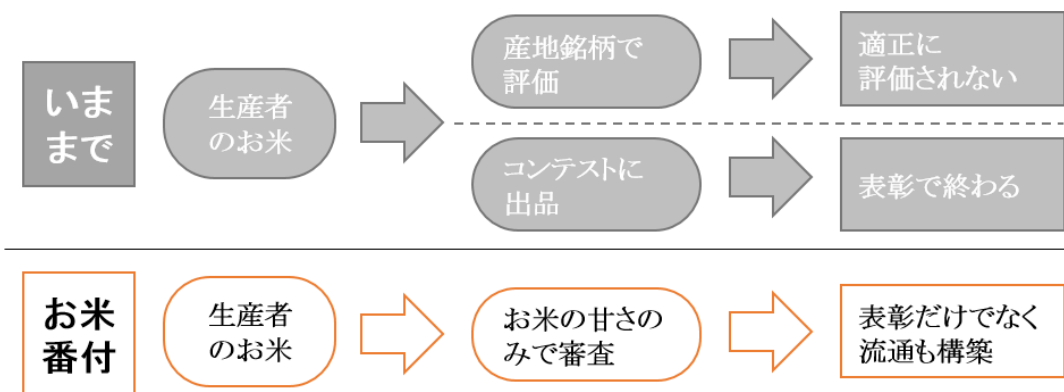 いま
まで
生産者
のお米
産地銘柄で
評価
適正に
評価されない
コンテストに
出品
表彰で終わる
お米
番付
生産者
のお米
お米の甘さの
みで審査
表彰だけでなく
流通も構築